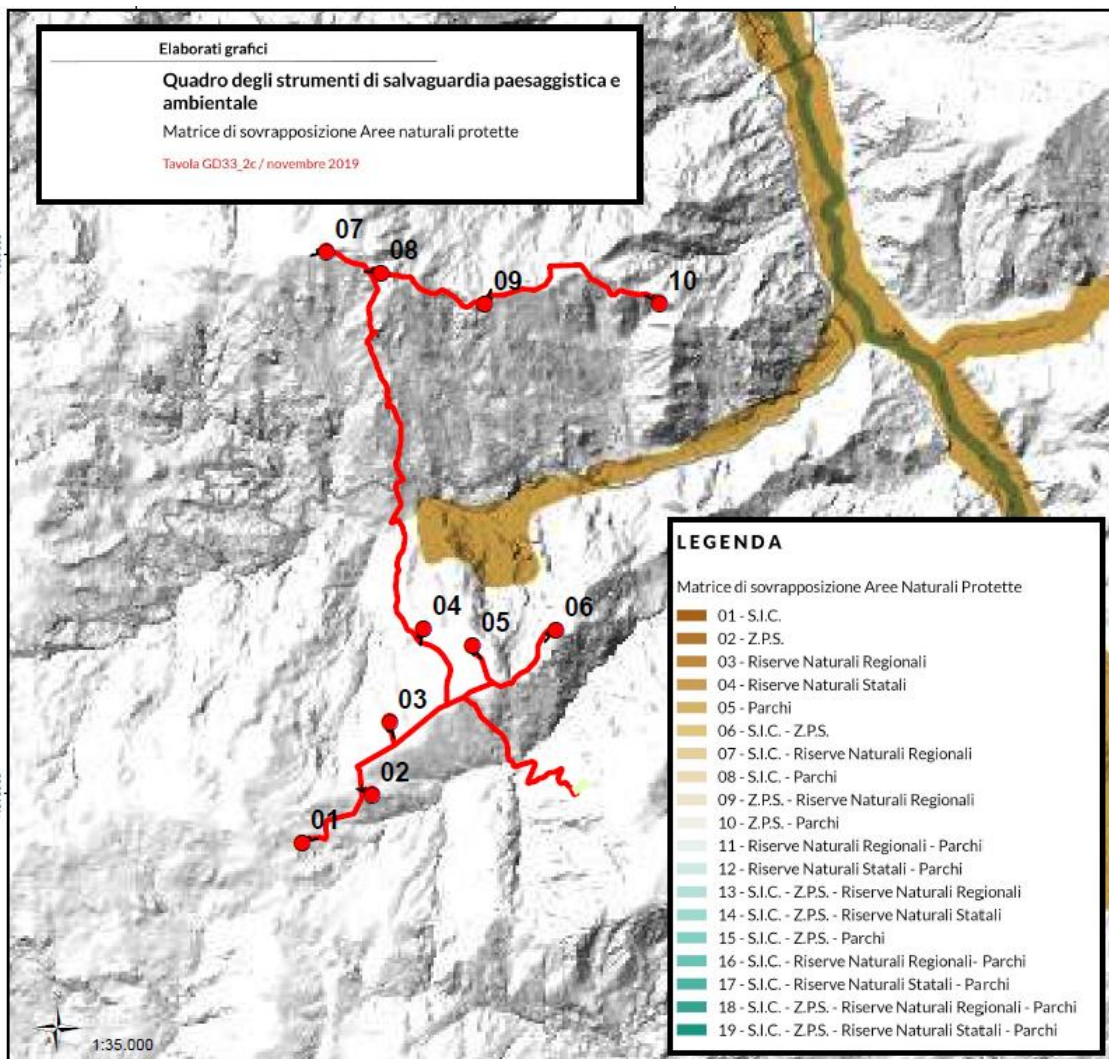 Elaborati grafici
Quadro degli strumenti di salvaguardia paesaggistica e
ambientale
Matrice di sovrapposizione Aree naturali protette
Tavola GD33_2c / novembre 2019
07
08
09
10
04
05
06
03
02
01
LEGENDA
Matrice di sovrapposizione Aree Naturali Protette
01 - S.I.C.
02 - Z.P.S.
03 - Riserve Naturali Regionali
04 - Riserve Naturali Statali
05 - Parchi
06 - S.I.C. - Z.P.S.
07 - S.I.C. - Riserve Naturali Regionali
08 - S.I.C. - Parchi
09 - Z.P.S. - Riserve Naturali Regionali
10 - Z.P.S. - Parchi
11 - Riserve Naturali Regionali - Parchi
12 - Riserve Naturali Statali - Parchi
13 - S.I.C. - Z.P.S. - Riserve Naturali Regionali
14 - S.I.C. - Z.P.S. - Riserve Naturali Statali
15 - S.I.C. - Z.P.S. - Parchi
16 - S.I.C. - Riserve Naturali Regionali- Parchi
17 - S.I.C. - Riserve Naturali Statali - Parchi
18 - S.I.C. - Z.P.S. - Riserve Naturali Regionali - Parchi
19 - S.I.C. - Z.P.S. - Riserve Naturali Statali - Parchi
1:35.000